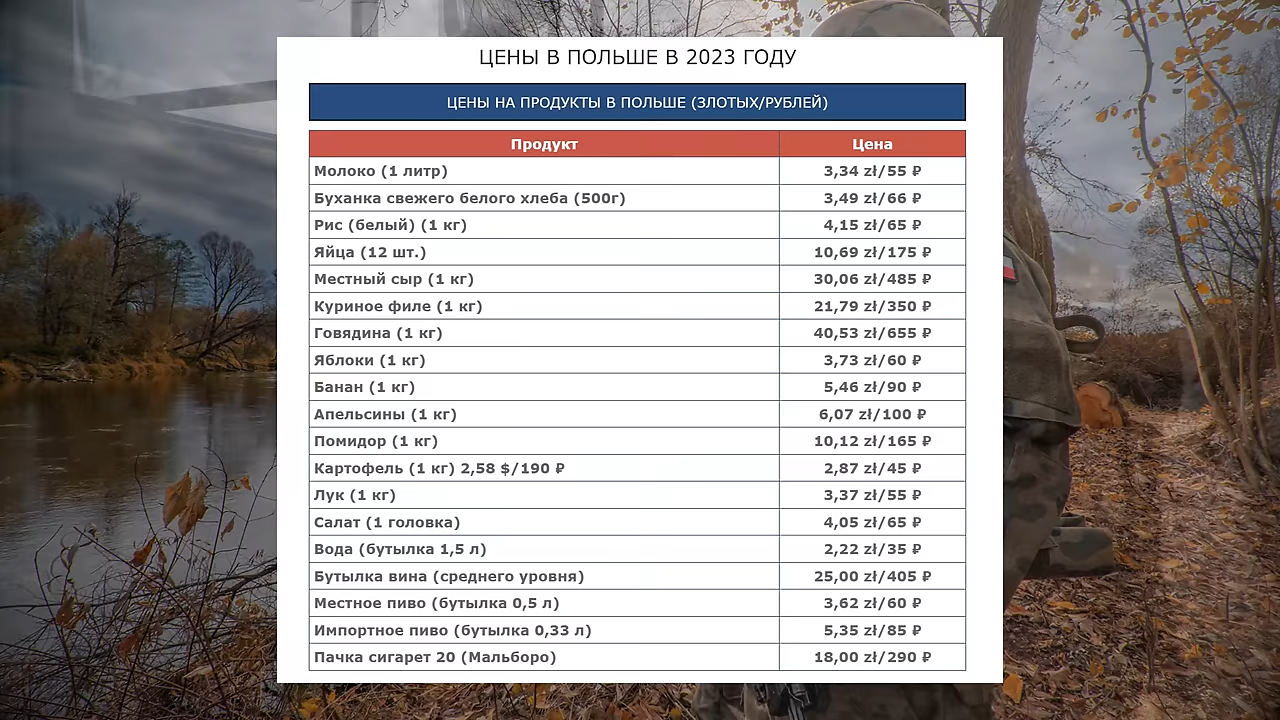 ЦЕНЫ В ПОЛЬШЕ В 2023 ГОДУ
ЦЕНЫ НА ПРОДУКТЫ В ПОЛЬШЕ (ЗЛОТЫХ/РУБЛЕЙ)
Продукт Цена
Молоко (1 литр) 3,34 zł/55 ₽
Буханка свежего белого хлеба (500г) 3,49 zł/66 ₽
Рис (белый) (1 кг) 4,15 zł/65 ₽
Яйца (12 шт.) 10,69 zł/175 ₽
Местный сыр (1 кг) 30,06 zł/485 ₽
Куриное филе (1 кг) 21,79 zł/350 ₽
Говядина (1 кг) 40,53 zł/655 ₽
Яблоки (1 кг) 3,73 zł/60 ₽
Банан (1 кг) 5,46 zł/90 ₽
Апельсины (1 кг) 6,07 zł/100 ₽
Помидор (1 кг) 10,12 zł/165 ₽
Картофель (1 кг) 2,58 $/190 ₽ 2,87 zł/45 ₽
Лук (1 кг) 3,37 zł/55 ₽
Салат (1 головка) 4,05 zł/65 ₽
Вода (бутылка 1,5 л) 2,22 zł/35 ₽
Бутылка вина (среднего уровня) 25,00 zł/405 ₽
Местное пиво (бутылка 0,5 л) 3,62 zł/60 ₽
Импортное пиво (бутылка 0,33 л) 5,35 zł/85 ₽
Пачка сигарет 20 (Мальборо) 18,00 zł/290 ₽